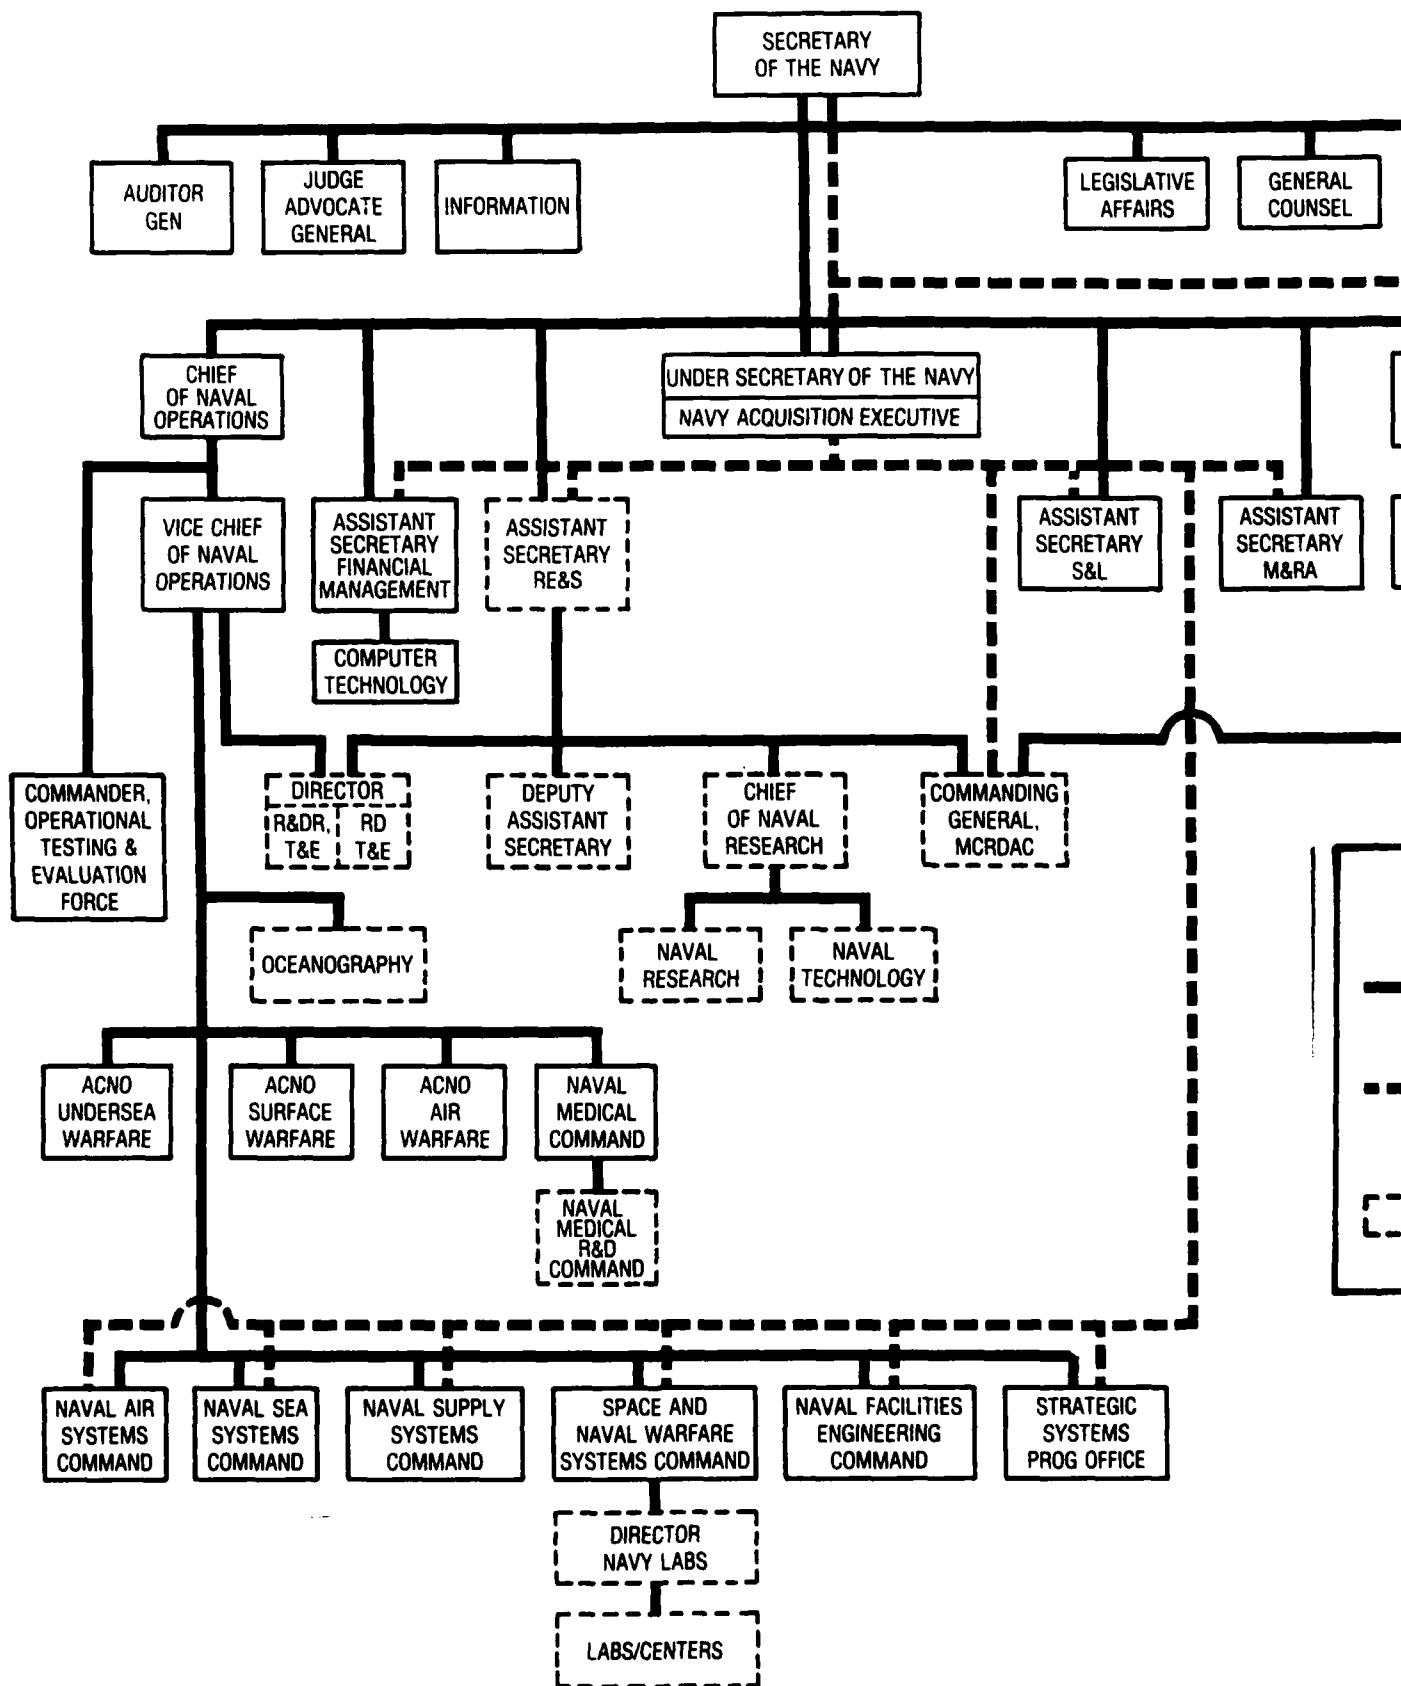 SECRETARY
OF THE NAVY
AUDITOR
GEN
JUDGE
ADVOCATE
GENERAL
INFORMATION
LEGISLATIVE
AFFAIRS
GENERAL
COUNSEL
CHIEF
OF NAVAL
OPERATIONS
UNDER SECRETARY OF THE NAVY
NAVY ACQUISITION EXECUTIVE
VICE CHIEF
OF NAVAL
OPERATIONS
ASSISTANT
SECRETARY
FINANCIAL
MANAGEMENT
ASSISTANT
SECRETARY
RE&S
ASSISTANT
SECRETARY
S&L
ASSISTANT
SECRETARY
M&RA
COMPUTER
TECHNOLOGY
COMMANDER,
OPERATIONAL
TESTING &
EVALUATION
FORCE
DIRECTOR
R&DR,
T&E
RD
T&E
DEPUTY
ASSISTANT
SECRETARY
CHIEF
OF NAVAL
RESEARCH
COMMANDING
GENERAL,
MCRDAC
OCEANOGRAPHY
NAVAL
RESEARCH
NAVAL
TECHNOLOGY
ACNO
UNDERSEA
WARFARE
ACNO
SURFACE
WARFARE
ACNO
AIR
WARFARE
NAVAL
MEDICAL
COMMAND
NAVAL
MEDICAL
R&D
COMMAND
NAVAL AIR
SYSTEMS
COMMAND
NAVAL SEA
SYSTEMS
COMMAND
NAVAL SUPPLY
SYSTEMS
COMMAND
SPACE AND
NAVAL WARFARE
SYSTEMS COMMAND
NAVAL FACILITIES
ENGINEERING
COMMAND
STRATEGIC
SYSTEMS
PROG OFFICE
DIRECTOR
NAVY LABS
LABS/CENTERS